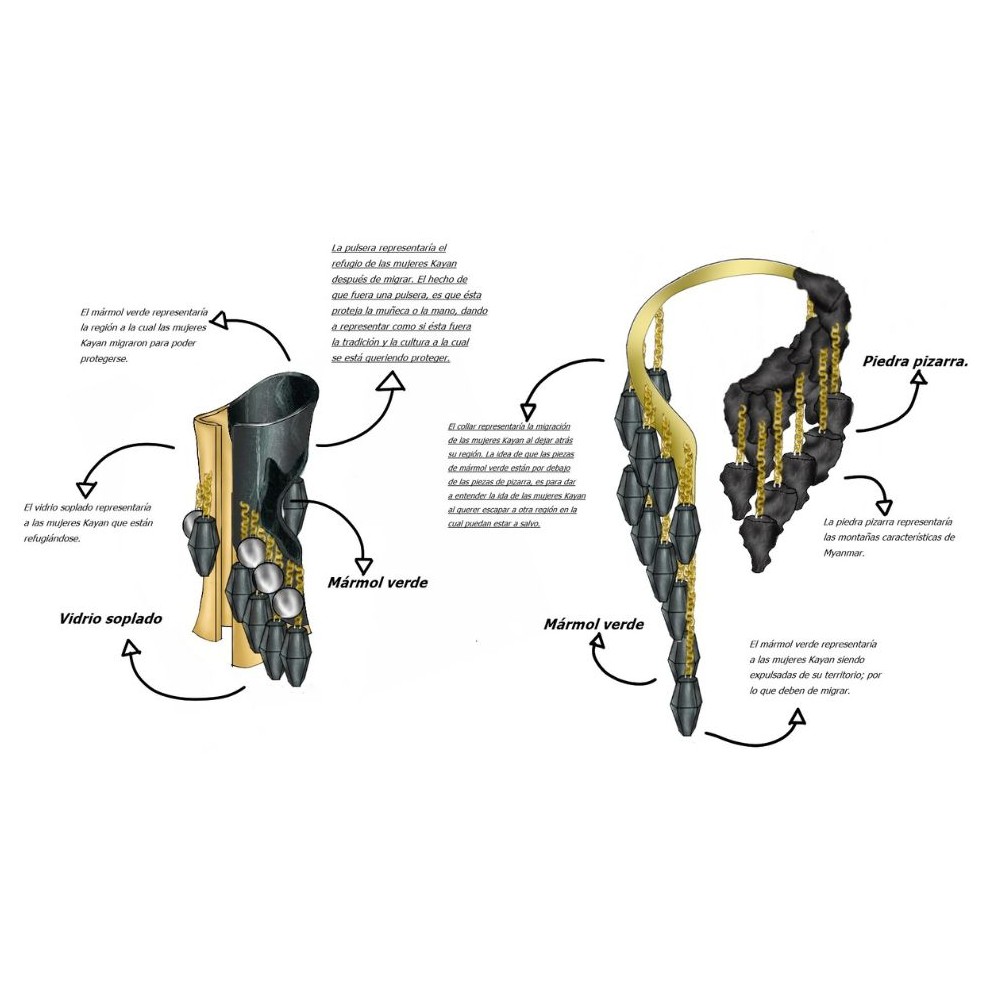 La pulsera representaría el
refugio de las mujeres Kayan
después de migrar. El hecho de
que fuera una pulsera, es que ésta
proteja la muñeca o la mano, dando
a representar como si ésta fuera
la tradición y la cultura a la cual
se está queriendo proteger.
El mármol verde representaría
la región a la cual las mujeres
Kayan migraron para poder
protegerse.
El vidrio soplado representaría
a las mujeres Kayan que están
refugiándose.
Mármol verde
Vidrio soplado
Piedra pizarra.
El collar representaría la migración
de las mujeres Kayan al dejar atrás
su región. La idea de que las piezas
de mármol verde están por debajo
de las piezas de pizarra, es para dar
a entender la ida de las mujeres Kayan
al querer escapar a otra región en la
cual puedan estar a salvo.
La piedra pizarra representaría
las montañas características de
Myanmar.
Mármol verde
El mármol verde representaría
a las mujeres Kayan siendo
expulsadas de su territorio; por
lo que deben de migrar.